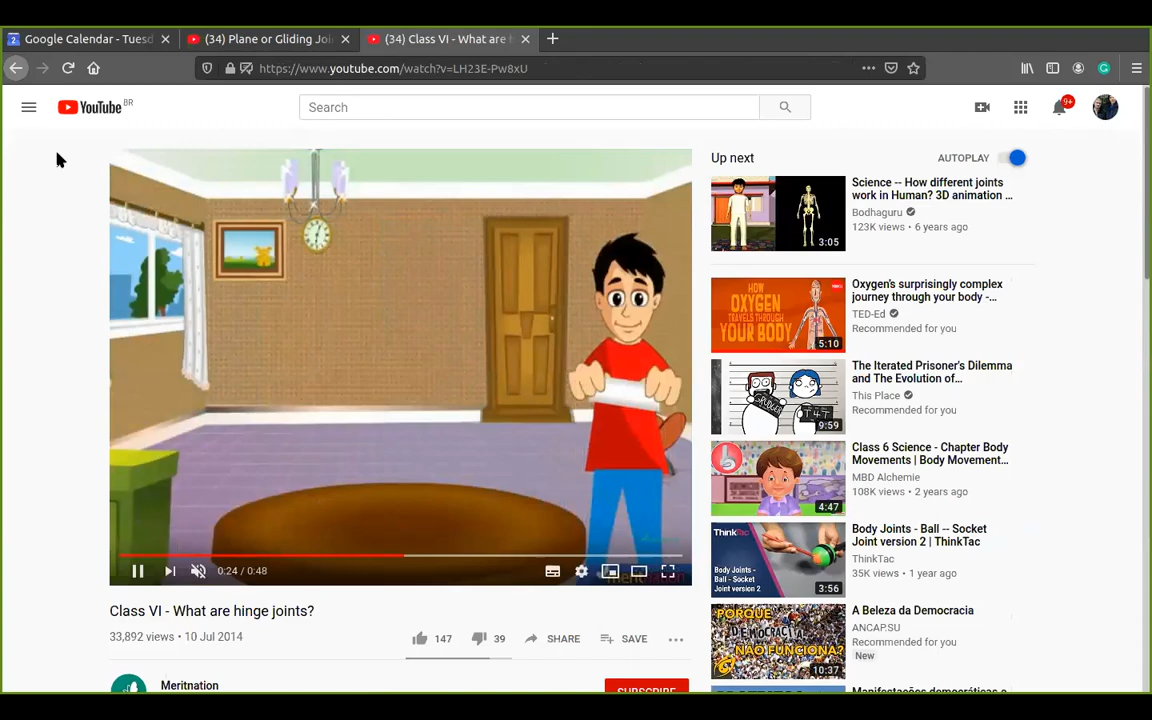 Google Calendar - Tuesd
(34) Plane or Gliding Joi
(34) Class VI - What are
https://www.youtube.com/watch?v=LH23E-Pw8xU
YouTube BR
Search
9+
Up next
AUTOPLAY
Science -- How different joints
work in Human? 3D animation ...
Bodhaguru
123K views • 6 years ago
3:05
HOW
OXYGEN
TRAVELS THROUGH
YOUR BODY
5:10
Oxygen's surprisingly complex
journey through your body -...
TED-Ed
Recommended for you
GRUDGER
T4T
9:59
The Iterated Prisoner's Dilemma
and The Evolution of...
This Place
Recommended for you
4:47
Class 6 Science - Chapter Body
Movements | Body Movement...
MBD Alchemie
108K views • 2 years ago
ThinkTac
Body Joints -
Ball - Socket
Joint version 2
3:56
Body Joints - Ball -- Socket
Joint version 2 | ThinkTac
ThinkTac
35K views • 1 year ago
PORQUE
DEMOCRACIA
NÃO FUNCIONA?
10:37
A Beleza da Democracia
ANCAP.SU
Recommended for you
New
0:24 / 0:48
Class VI - What are hinge joints?
33,892 views • 10 Jul 2014
147
39
SHARE
SAVE
Meritnation
SUBSCRIBE
Manifestações democráticas e